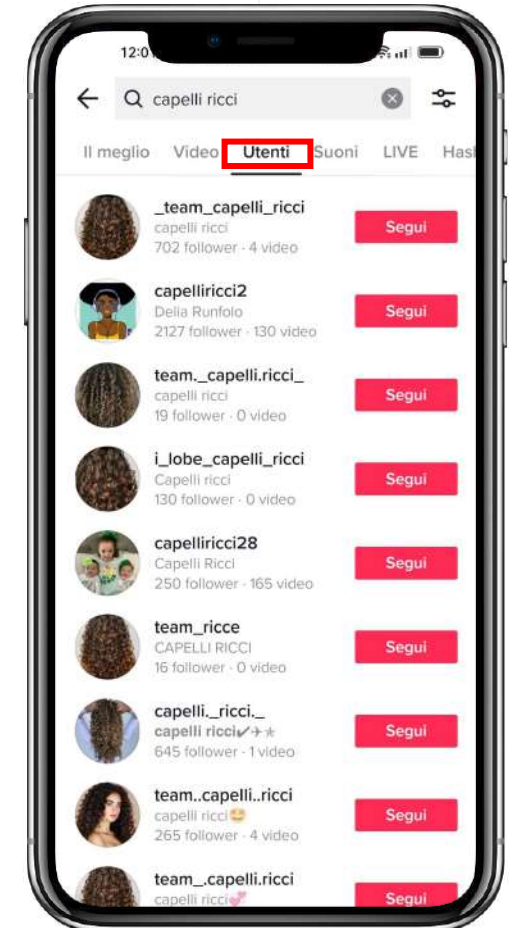 12:0
capelli ricci
Il meglio Video Utenti Suoni LIVE Has
_team_capelli_ricci
capelli ricci
Segui
702 follower · 4 video
capelliricci2
Delia Runfolo
Segui
2127 follower · 130 video
team._capelli.ricci_
capelli ricci
Segui
19 follower · 0 video
i_lobe_capelli_ricci
Capelli ricci
Segui
130 follower · 0 video
capelliricci28
Capelli Ricci
Segui
250 follower · 165 video
team_ricce
CAPELLI RICCI
Segui
16 follower · 0 video
capelli._ricci._
capelli ricci✔✈★
Segui
645 follower · 1 video
team..capelli..ricci
capelli ricci🤩
Segui
265 follower · 4 video
team_.capelli.ricci
capelli ricci💕
Segui